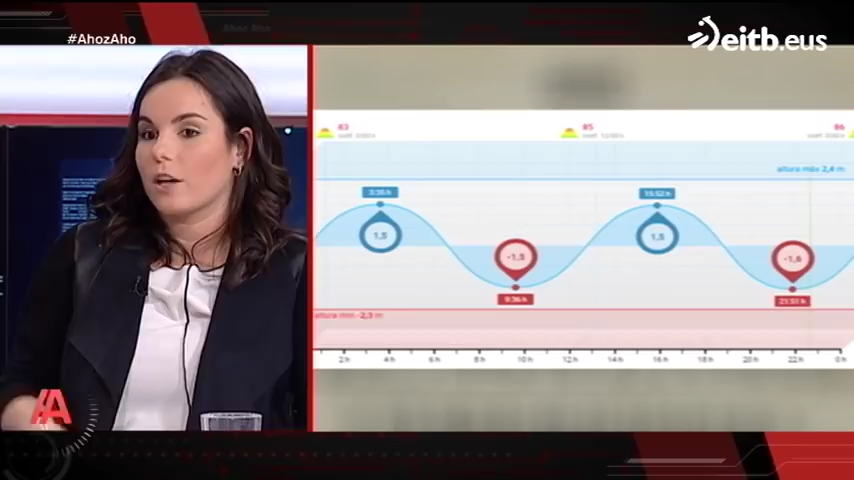 #AhozAho
eitb.eus
83
85
86
altura máx 2,4 m
3:35 h
15:52 h
1,5
-1,5
1,5
-1,6
9:36 h
21:51 h
altura min -2,3 m
2 h
4 h
6 h
8 h
10 h
12 h
14 h
16 h
18 h
20 h
22 h
0 h
A